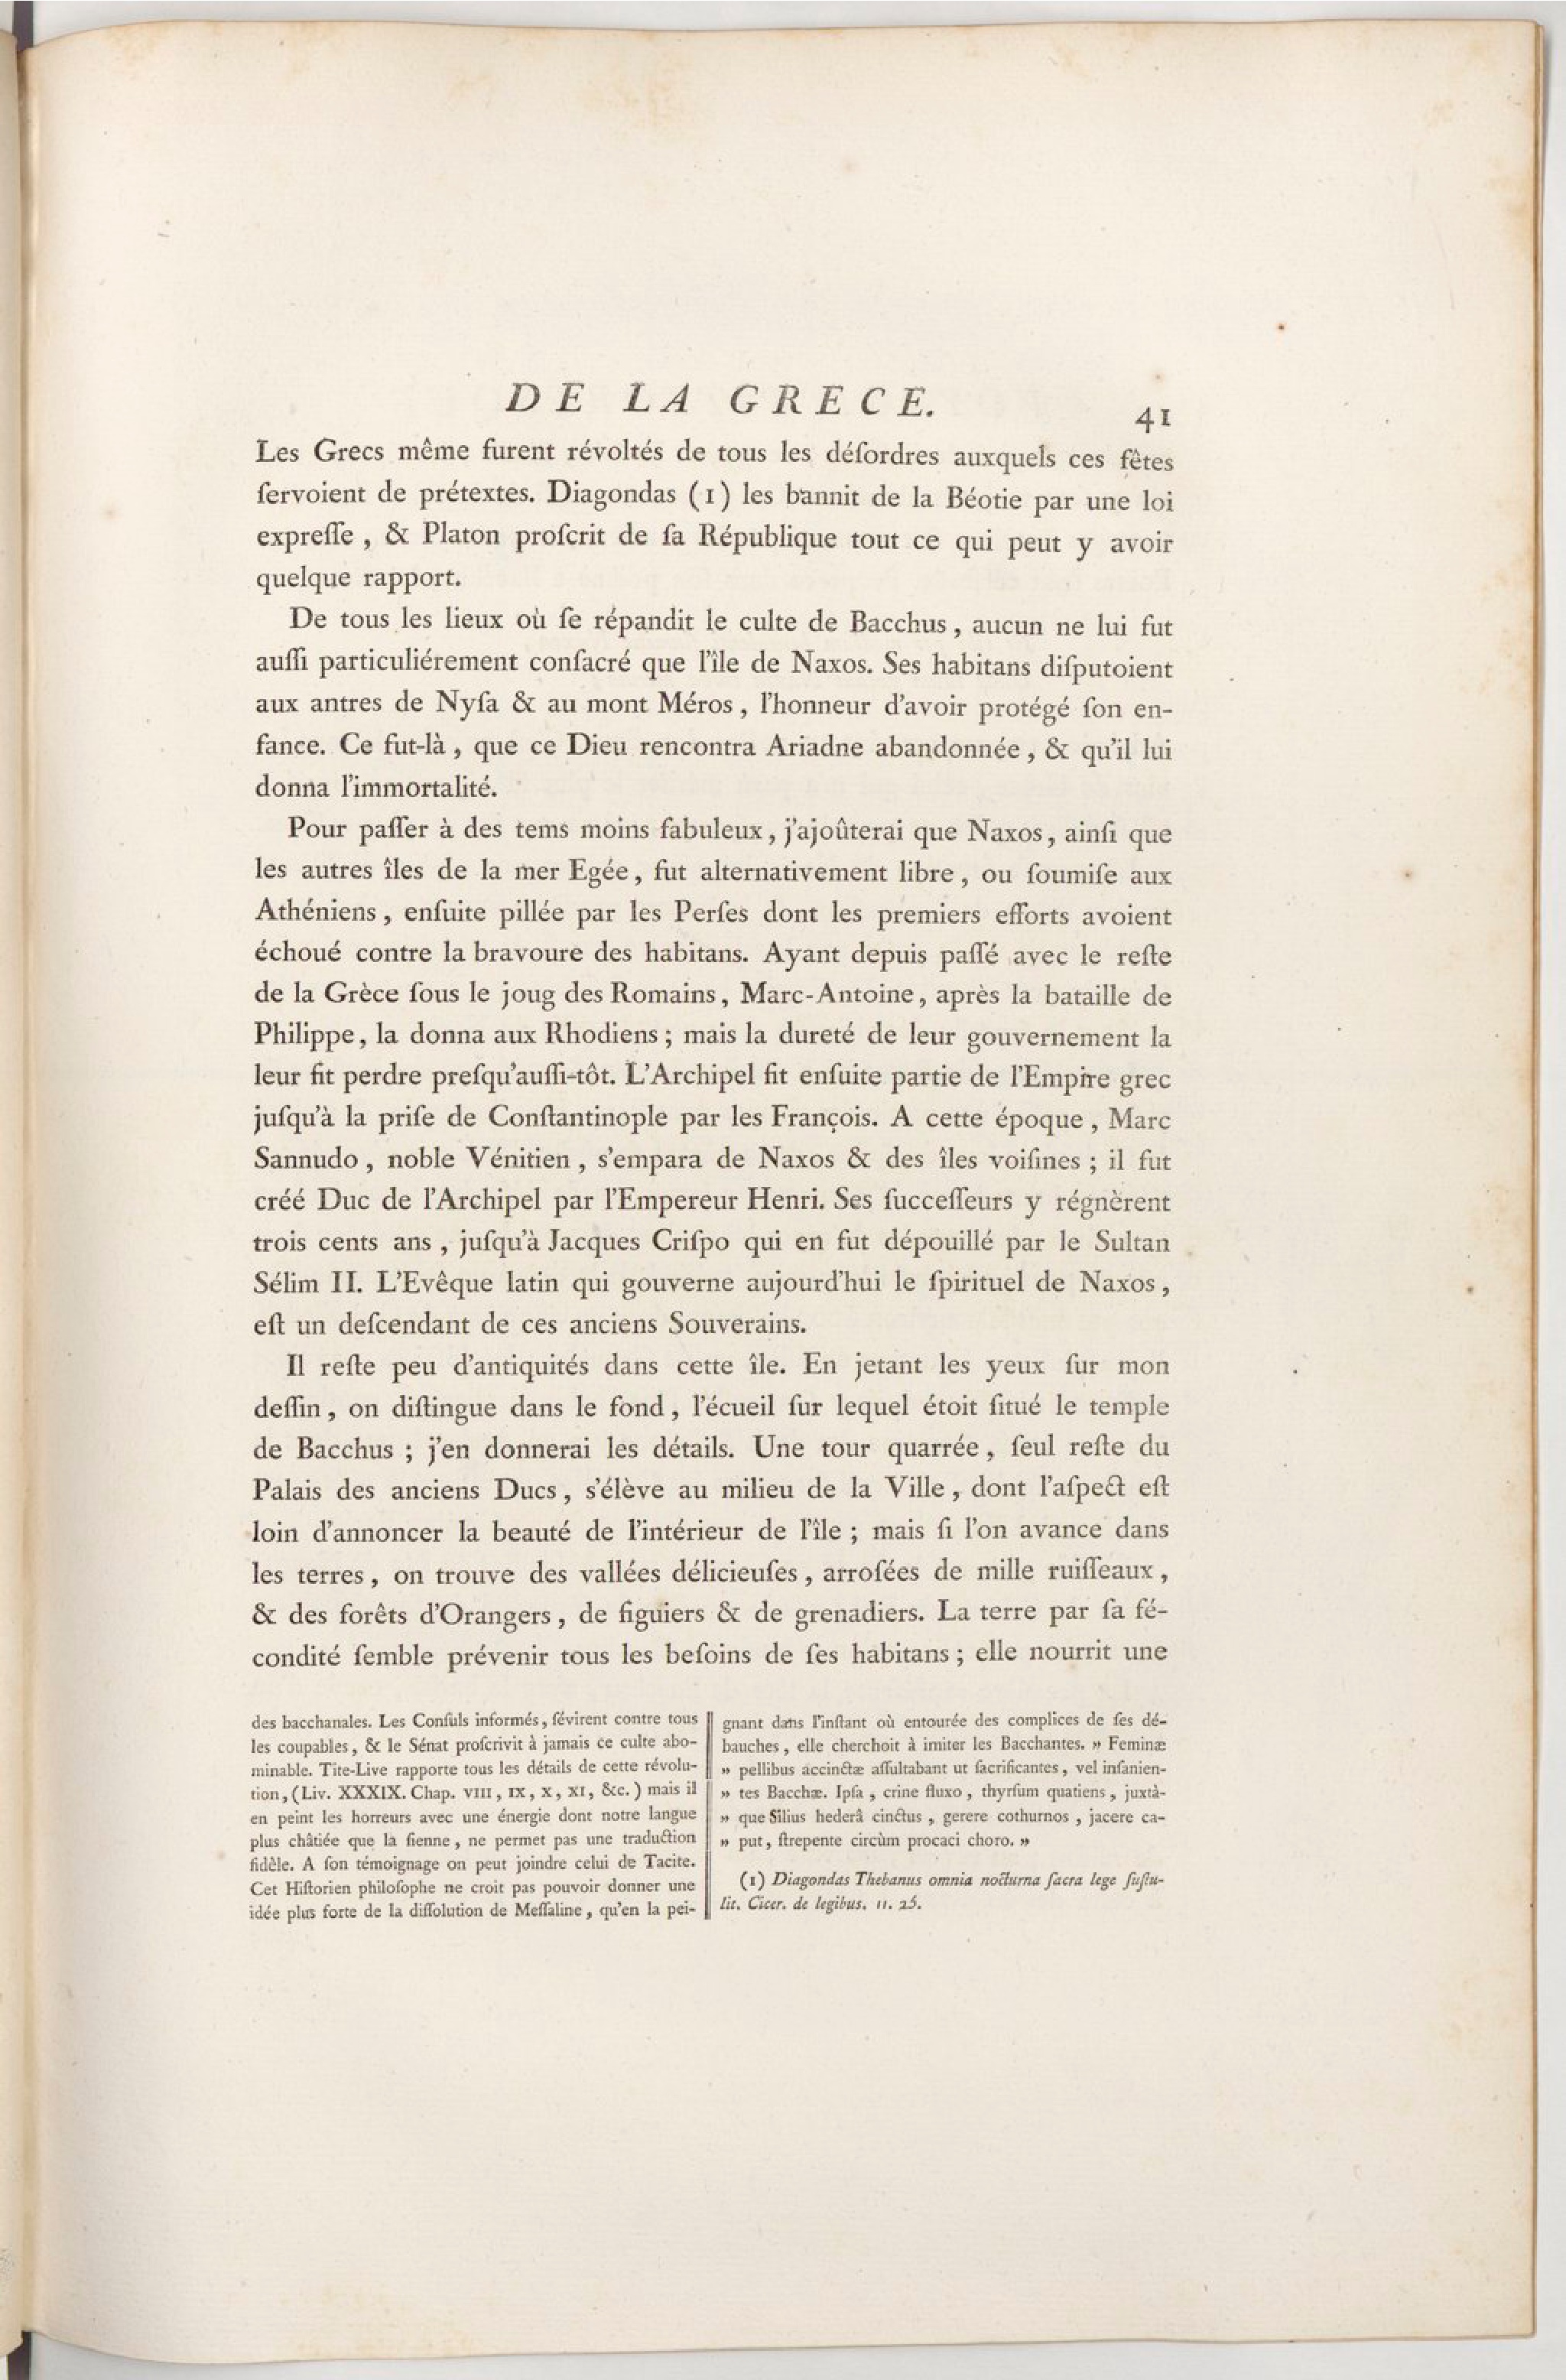 DE LA GRECE.
41
Les Grecs même furent révoltés de tous les déſordres auxquels ces fêtes
ſervoient de prétextes. Diagondas (1) les bannit de la Béotie par une loi
expreſſe, & Platon proſcrit de ſa République tout ce qui peut y avoir
quelque rapport.
De tous les lieux où ſe répandit le culte de Bacchus, aucun ne lui fut
auſſi particuliérement conſacré que l'île de Naxos. Ses habitans diſputoient
aux antres de Nyſa & au mont Méros, l'honneur d'avoir protégé ſon en-
fance. Ce fut-là, que ce Dieu rencontra Ariadne abandonnée, & qu'il lui
donna l'immortalité.
Pour paſſer à des tems moins fabuleux, j'ajoûterai que Naxos, ainſi que
les autres îles de la mer Egée, fut alternativement libre, ou ſoumiſe aux
Athéniens, enſuite pillée par les Perſes dont les premiers efforts avoient
échoué contre la bravoure des habitans. Ayant depuis paſſé avec le reſte
de la Grèce ſous le joug des Romains, Marc-Antoine, après la bataille de
Philippe, la donna aux Rhodiens; mais la dureté de leur gouvernement la
leur fit perdre preſqu'auſſi-tôt. L'Archipel fit enſuite partie de l'Empire grec
juſqu'à la priſe de Conſtantinople par les François. A cette époque, Marc
Sannudo, noble Vénitien, s'empara de Naxos & des îles voiſines; il fut
créé Duc de l'Archipel par l'Empereur Henri. Ses ſucceſſeurs y régnèrent
trois cents ans, juſqu'à Jacques Criſpo qui en fut dépouillé par le Sultan
Sélim II. L'Evêque latin qui gouverne aujourd'hui le ſpirituel de Naxos,
eſt un deſcendant de ces anciens Souverains.
Il reſte peu d'antiquités dans cette île. En jetant les yeux ſur mon
deſſin, on diſtingue dans le fond, l'écueil ſur lequel étoit ſitué le temple
de Bacchus; j'en donnerai les détails. Une tour quarrée, ſeul reſte du
Palais des anciens Ducs, s'élève au milieu de la Ville, dont l'aſpect eſt
loin d'annoncer la beauté de l'intérieur de l'île; mais ſi l'on avance dans
les terres, on trouve des vallées délicieuſes, arroſées de mille ruiſſeaux,
& des forêts d'Orangers, de figuiers & de grenadiers. La terre par ſa fé-
condité ſemble prévenir tous les beſoins de ſes habitans; elle nourrit une
des bacchanales. Les Conſuls informés, ſévirent contre tous
les coupables, & le Sénat proſcrivit à jamais ce culte abo-
minable. Tite-Live rapporte tous les détails de cette révolu-
tion, (Liv. XXXIX. Chap. VIII, IX, X, XI, &c.) mais il
en peint les horreurs avec une énergie dont notre langue
plus châtiée que la ſienne, ne permet pas une traduction
fidèle. A ſon témoignage on peut joindre celui de Tacite.
Cet Hiſtorien philoſophe ne croit pas pouvoir donner une
idée plus forte de la diſſolution de Meſſaline, qu'en la pei-
gnant dans l'inſtant où entourée des complices de ſes dé-
bauches, elle cherchoit à imiter les Bacchantes. » Feminæ
» pellibus accinctæ aſſultabant ut ſacrificantes, vel inſanien-
» tes Bacchæ. Ipſa, crine fluxo, thyrſum quatiens, juxtà-
» que Silius hederâ cinctus, gerere cothurnos, jacere ca-
» put, ſtrepente circùm procaci choro. »
(1) Diagondas Thebanus omnia nocturna ſacra lege ſuſtu-
lit. Cicer. de legibus. 11. 25.